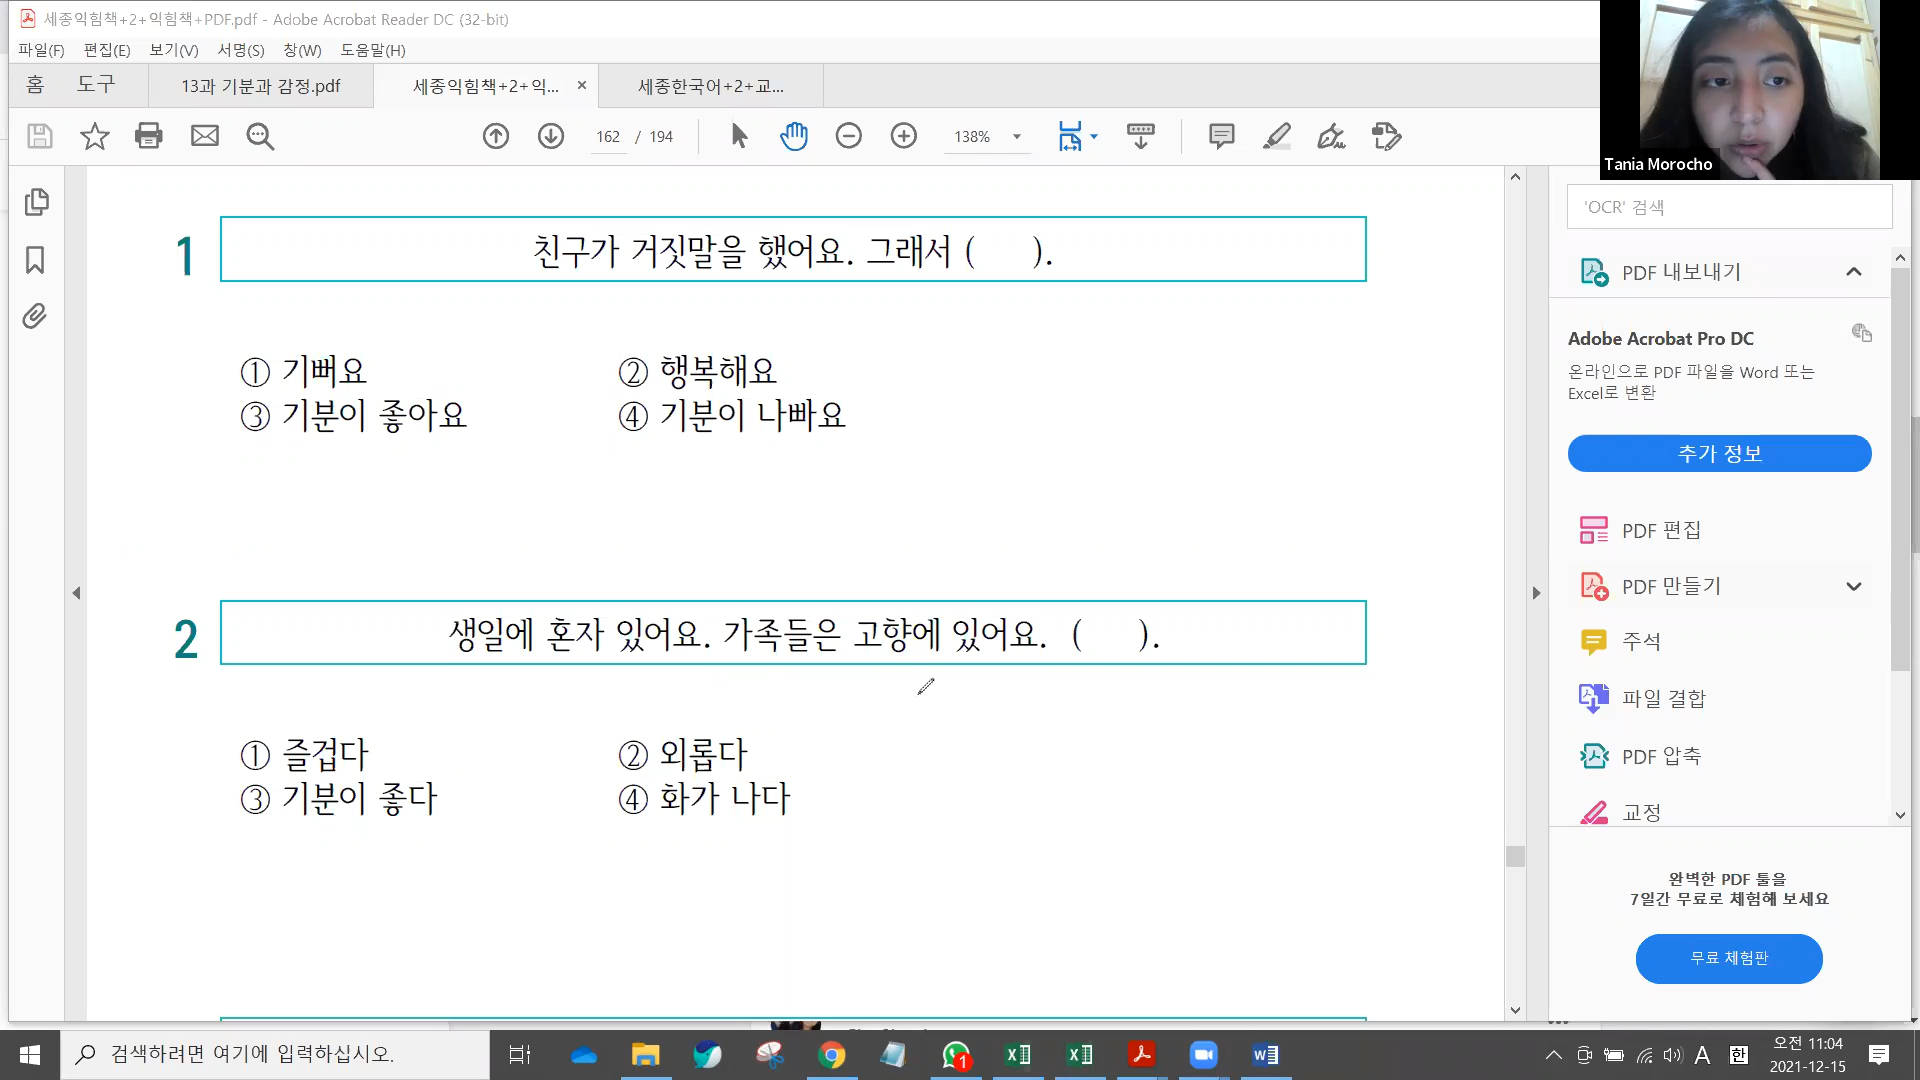 세종익힘책+2+익힘책+PDF.pdf - Adobe Acrobat Reader DC (32-bit)
파일(F) 편집(E) 보기(V) 서명(S) 창(W) 도움말(H)
홈 도구 13과 기분과 감정.pdf 세종익힘책+2+익... × 세종한국어+2+교...
162 / 194 138%
Tania Morocho
'OCR' 검색
1 친구가 거짓말을 했어요. 그래서 ( ).
① 기뻐요 ② 행복해요
③ 기분이 좋아요 ④ 기분이 나빠요
2 생일에 혼자 있어요. 가족들은 고향에 있어요. ( ).
① 즐겁다 ② 외롭다
③ 기분이 좋다 ④ 화가 나다
PDF 내보내기
Adobe Acrobat Pro DC
온라인으로 PDF 파일을 Word 또는
Excel로 변환
추가 정보
PDF 편집
PDF 만들기
주석
파일 결합
PDF 압축
교정
완벽한 PDF 툴을
7일간 무료로 체험해 보세요
무료 체험판
검색하려면 여기에 입력하십시오.
1
A 한
오전 11:04
2021-12-15